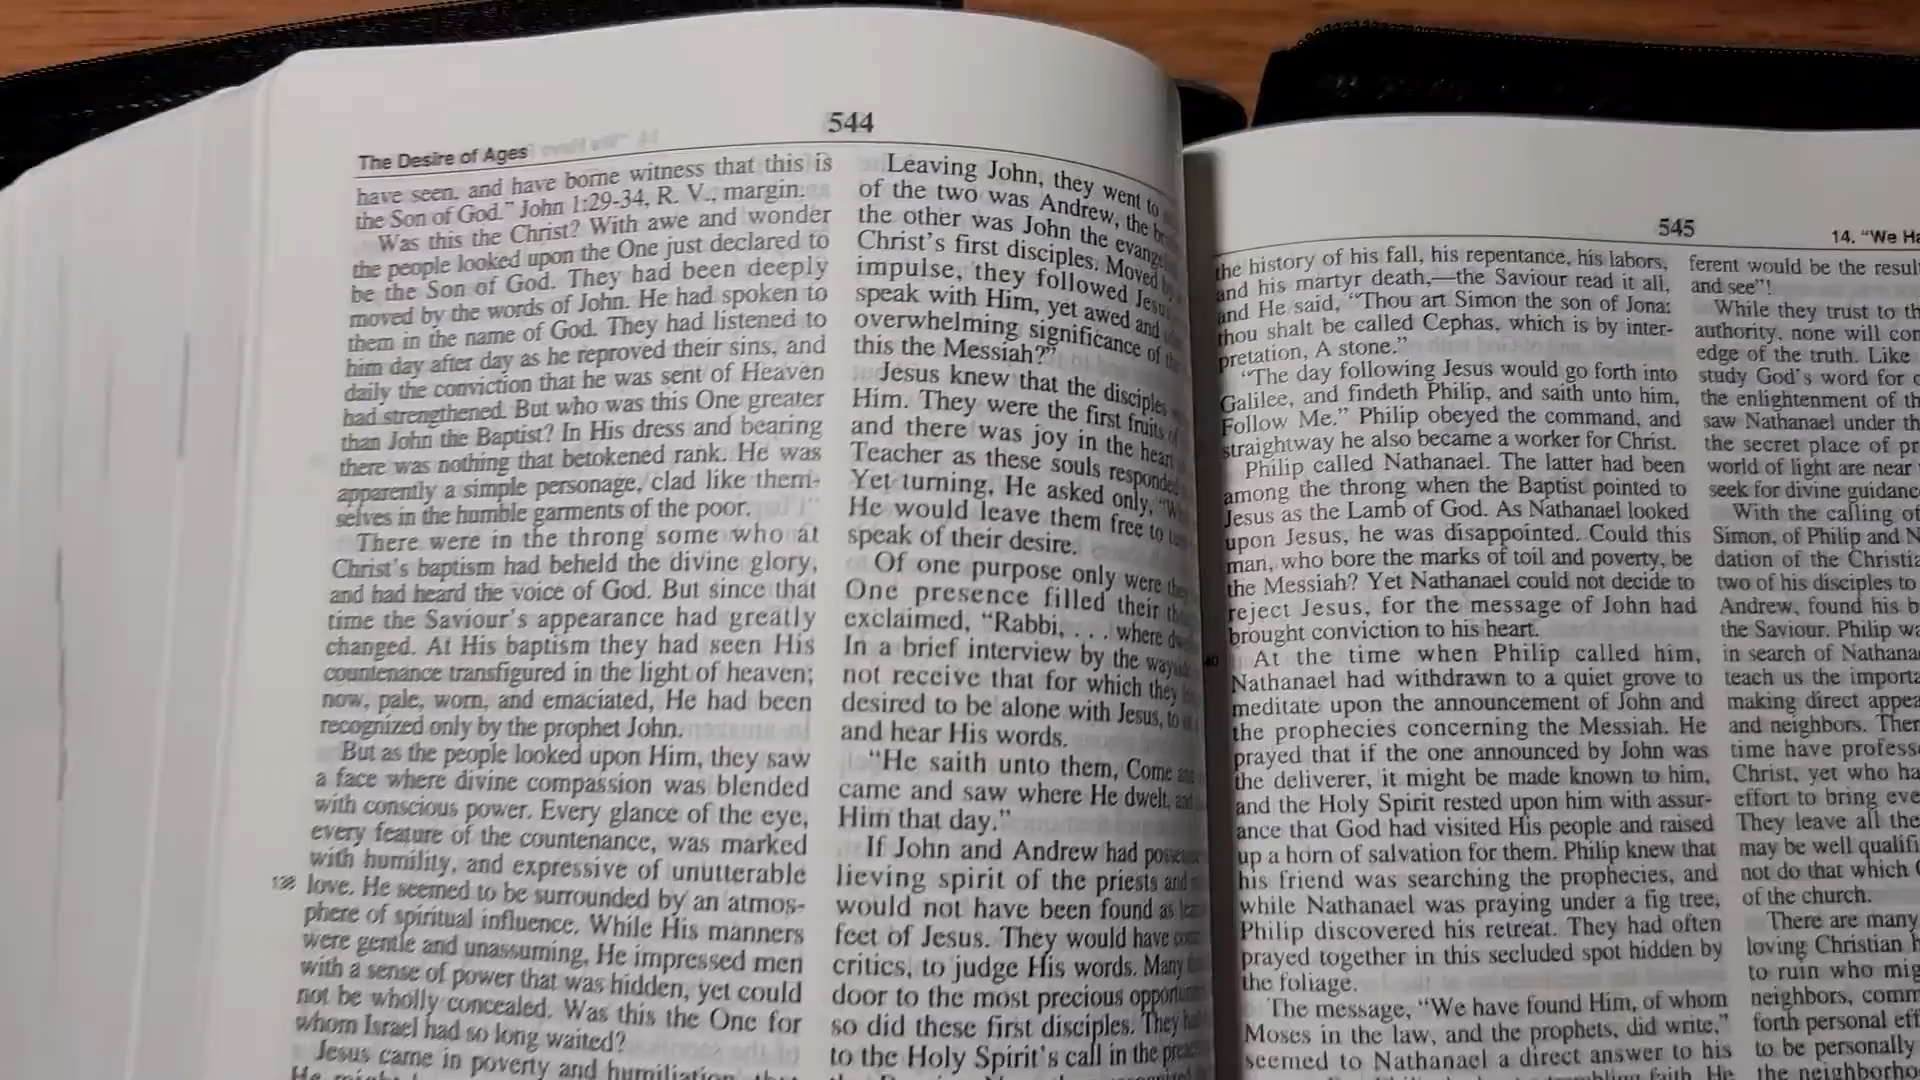 544
The Desire of Ages
have seen, and have borne witness that this is
the Son of God." John 1:29-34, R. V., margin.
Was this the Christ? With awe and wonder
the people looked upon the One just declared to
be the Son of God. They had been deeply
moved by the words of John. He had spoken to
them in the name of God. They had listened to
him day after day as he reproved their sins, and
daily the conviction that he was sent of Heaven
had strengthened. But who was this One greater
than John the Baptist? In His dress and bearing
there was nothing that betokened rank. He was
apparently a simple personage, clad like them-
selves in the humble garments of the poor.
There were in the throng some who at
Christ's baptism had beheld the divine glory,
and had heard the voice of God. But since that
time the Saviour's appearance had greatly
changed. At His baptism they had seen His
countenance transfigured in the light of heaven;
now, pale, worn, and emaciated, He had been
recognized only by the prophet John.
But as the people looked upon Him, they saw
a face where divine compassion was blended
with conscious power. Every glance of the eye,
every feature of the countenance, was marked
with humility, and expressive of unutterable
love. He seemed to be surrounded by an atmos-
phere of spiritual influence. While His manners
were gentle and unassuming, He impressed men
with a sense of power that was hidden, yet could
not be wholly concealed. Was this the One for
whom Israel had so long waited?
Jesus came in poverty and humiliation,
Leaving John, they went to
of the two was Andrew, the
the other was John the
Christ's first disciples. Moved
impulse, they followed
speak with Him, yet awed and
overwhelming significance of
this the Messiah?"
Jesus knew that the disciples
Him. They were the first fruits of
and there was joy in the heart
Teacher as these souls responded
Yet turning, He asked only,
He would leave them free to
speak of their desire.
Of one purpose only were
One presence filled their
exclaimed, "Rabbi, . . . where
In a brief interview by the
not receive that for which they
desired to be alone with Jesus, to
and hear His words.
"He saith unto them, Come
came and saw where He dwelt,
Him that day."
If John and Andrew had
lieving spirit of the priests and
would not have been found as
feet of Jesus. They would have
critics, to judge His words. Many
door to the most precious
so did these first disciples. They
to the Holy Spirit's call in the
545
14. "We Ha
the history of his fall, his repentance, his labors,
and his martyr death,—the Saviour read it all,
and He said, "Thou art Simon the son of Jona:
thou shalt be called Cephas, which is by inter-
pretation, A stone."
"The day following Jesus would go forth into
Galilee, and findeth Philip, and saith unto him,
Follow Me." Philip obeyed the command, and
straightway he also became a worker for Christ.
Philip called Nathanael. The latter had been
among the throng when the Baptist pointed to
Jesus as the Lamb of God. As Nathanael looked
upon Jesus, he was disappointed. Could this
man, who bore the marks of toil and poverty, be
the Messiah? Yet Nathanael could not decide to
reject Jesus, for the message of John had
brought conviction to his heart.
At the time when Philip called him,
Nathanael had withdrawn to a quiet grove to
meditate upon the announcement of John and
the prophecies concerning the Messiah. He
prayed that if the one announced by John was
the deliverer, it might be made known to him,
and the Holy Spirit rested upon him with assur-
ance that God had visited His people and raised
up a horn of salvation for them. Philip knew that
his friend was searching the prophecies, and
while Nathanael was praying under a fig tree,
Philip discovered his retreat. They had often
prayed together in this secluded spot hidden by
the foliage.
The message, "We have found Him, of whom
Moses in the law, and the prophets, did write,"
seemed to Nathanael a direct answer to his
ferent would be the result
and see"!
While they trust to th
authority, none will con
edge of the truth. Like
study God's word for
the enlightenment of th
saw Nathanael under th
the secret place of pr
world of light are near
seek for divine guidance
With the calling of
Simon, of Philip and N
dation of the Christia
two of his disciples to
Andrew, found his b
the Saviour. Philip wa
in search of Nathana
teach us the importa
making direct appea
and neighbors. Ther
time have profess
Christ, yet who ha
effort to bring eve
They leave all the
may be well qualifi
not do that which
of the church.
There are many
loving Christian h
to ruin who mig
neighbors, comm
forth personal eff
to be personally
the neighborho